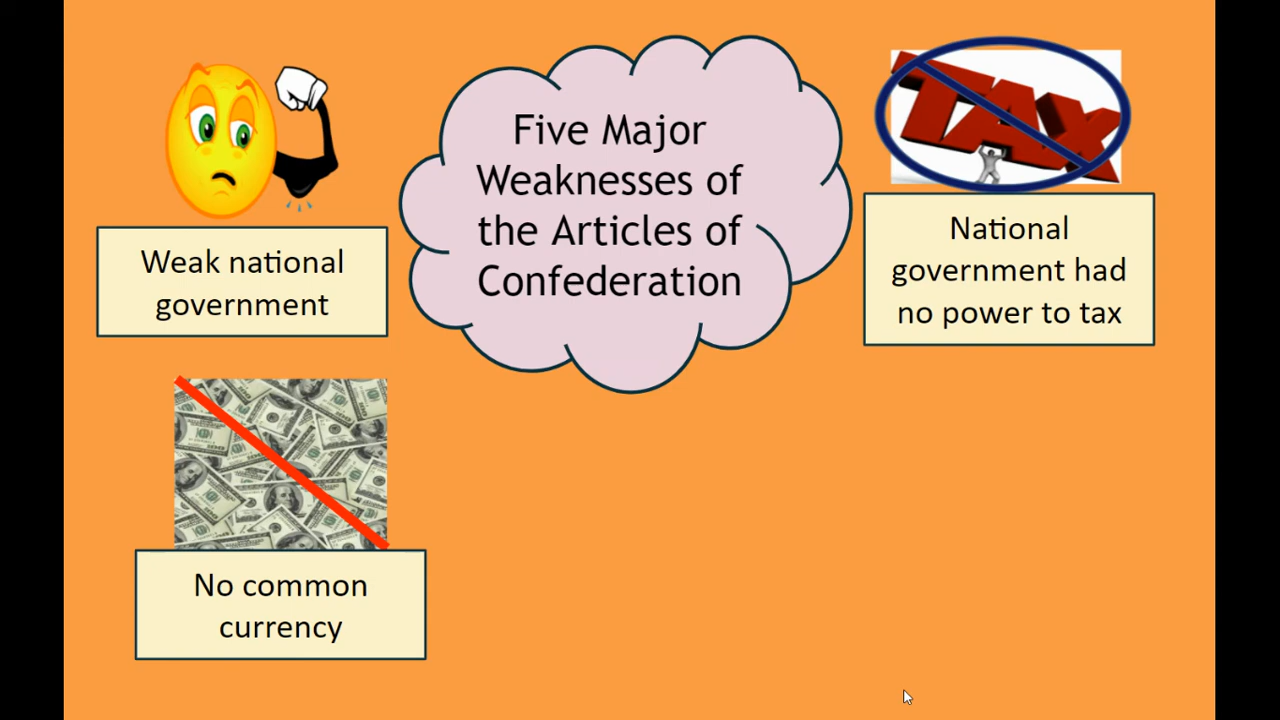 Five Major
Weaknesses of
the Articles of
Confederation
Weak national
government
TAX
National
government had
no power to tax
No common
currency